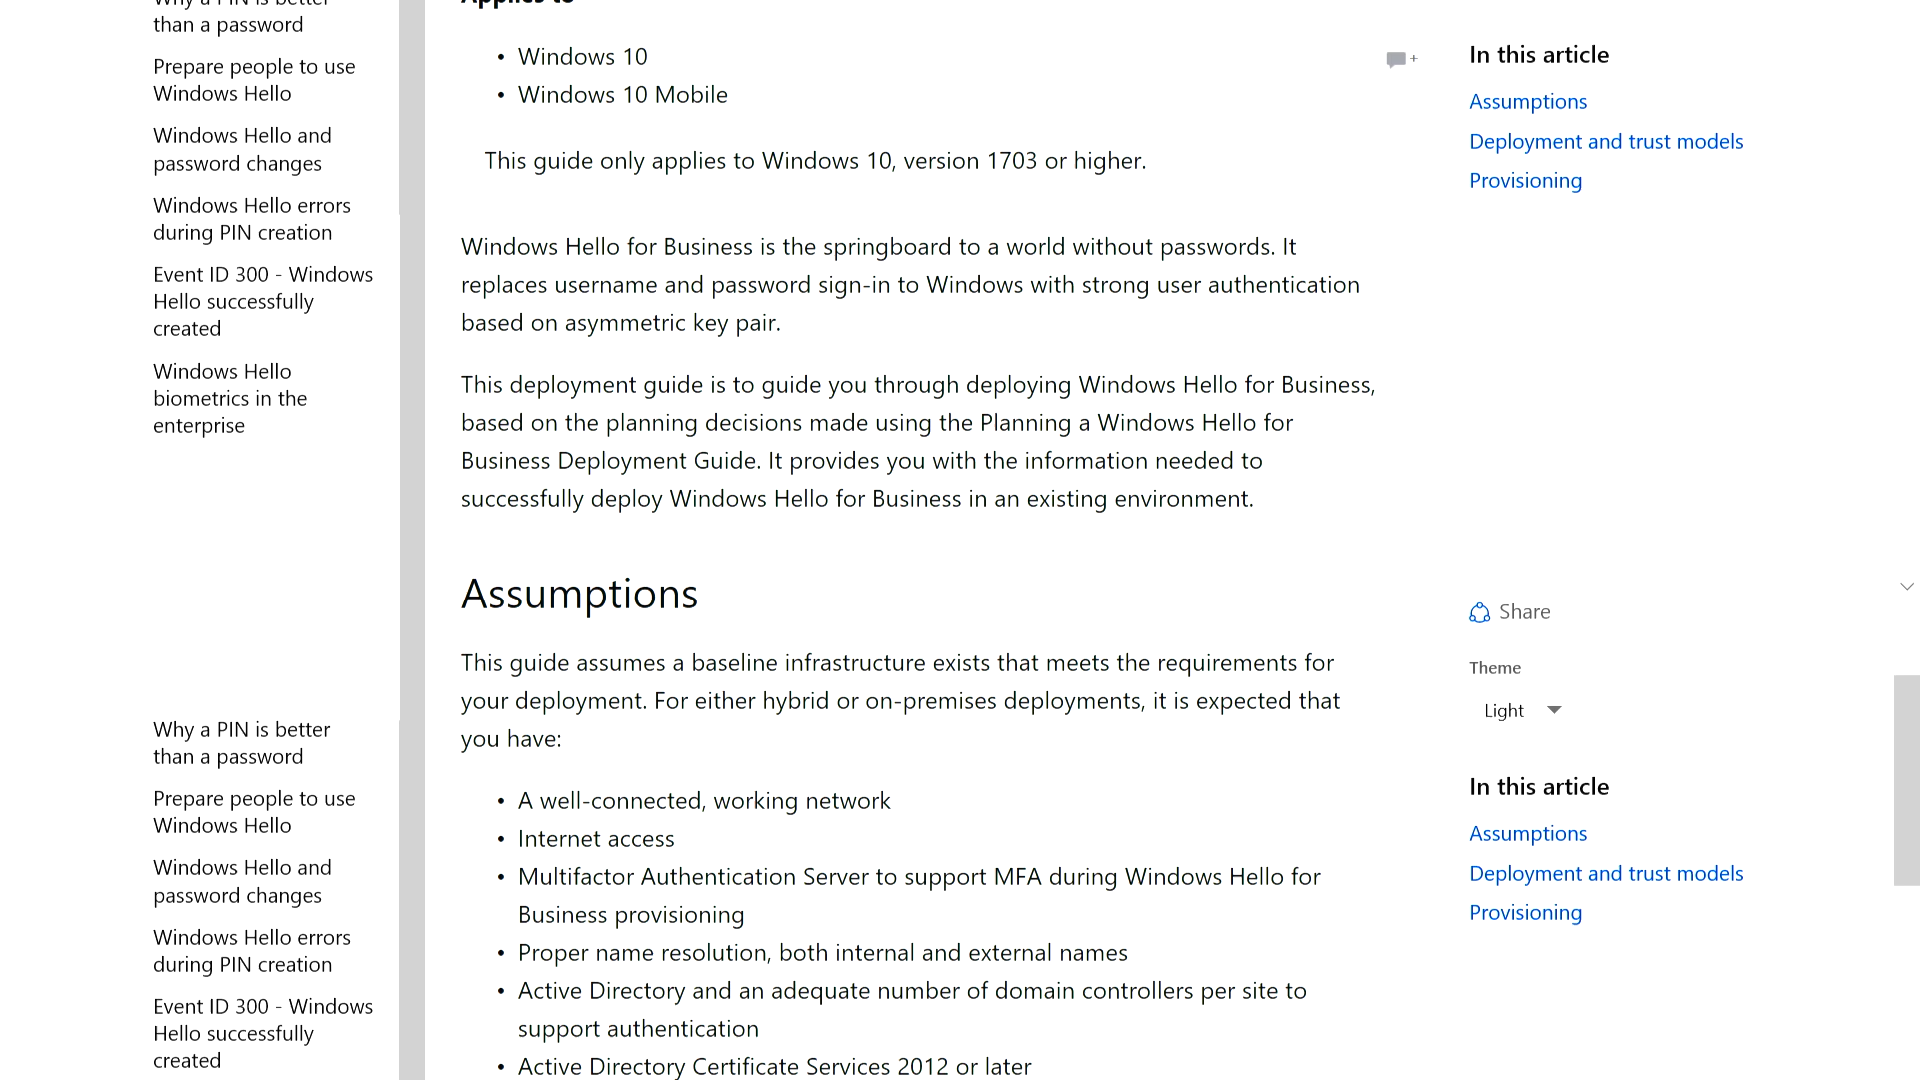 Why a PIN is better
than a password
Prepare people to use
Windows Hello
Windows Hello and
password changes
Windows Hello errors
during PIN creation
Event ID 300 - Windows
Hello successfully
created
Windows Hello
biometrics in the
enterprise
Why a PIN is better
than a password
Prepare people to use
Windows Hello
Windows Hello and
password changes
Windows Hello errors
during PIN creation
Event ID 300 - Windows
Hello successfully
created
Applies to
• Windows 10
• Windows 10 Mobile
This guide only applies to Windows 10, version 1703 or higher.
Windows Hello for Business is the springboard to a world without passwords. It
replaces username and password sign-in to Windows with strong user authentication
based on asymmetric key pair.
This deployment guide is to guide you through deploying Windows Hello for Business,
based on the planning decisions made using the Planning a Windows Hello for
Business Deployment Guide. It provides you with the information needed to
successfully deploy Windows Hello for Business in an existing environment.
Assumptions
This guide assumes a baseline infrastructure exists that meets the requirements for
your deployment. For either hybrid or on-premises deployments, it is expected that
you have:
• A well-connected, working network
• Internet access
• Multifactor Authentication Server to support MFA during Windows Hello for
Business provisioning
• Proper name resolution, both internal and external names
• Active Directory and an adequate number of domain controllers per site to
support authentication
• Active Directory Certificate Services 2012 or later
+
In this article
Assumptions
Deployment and trust models
Provisioning
Share
Theme
Light
In this article
Assumptions
Deployment and trust models
Provisioning